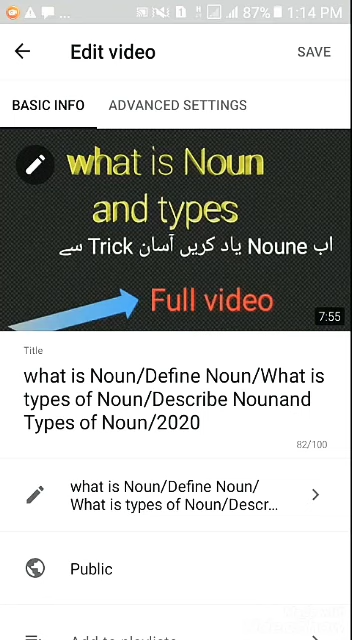 87% 1:14 PM
Edit video SAVE
BASIC INFO ADVANCED SETTINGS
what is Noun
and types
اب Noune یاد کریں آسان Trick سے
Full video
7:55
Title
what is Noun/Define Noun/What is
types of Noun/Describe Nounand
Types of Noun/2020
82/100
what is Noun/Define Noun/
What is types of Noun/Descr...
Public
Add to playlists